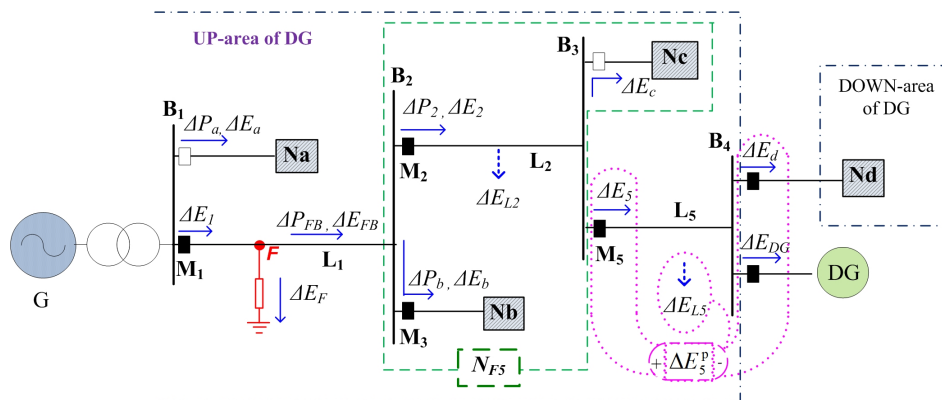 UP-area of DG
B3
Nc
ΔEc
DOWN-area
of DG
B1
ΔPa, ΔEa
Na
B2
ΔP2, ΔE2
M2
L2
ΔEL2
B4
ΔEd
Nd
ΔE1
M1
F
ΔPFB, ΔEFB
L1
ΔE5
M5
L5
ΔEDG
DG
G
ΔEF
ΔPb, ΔEb
Nb
M3
ΔEL5
NF5
+ ΔE5p -